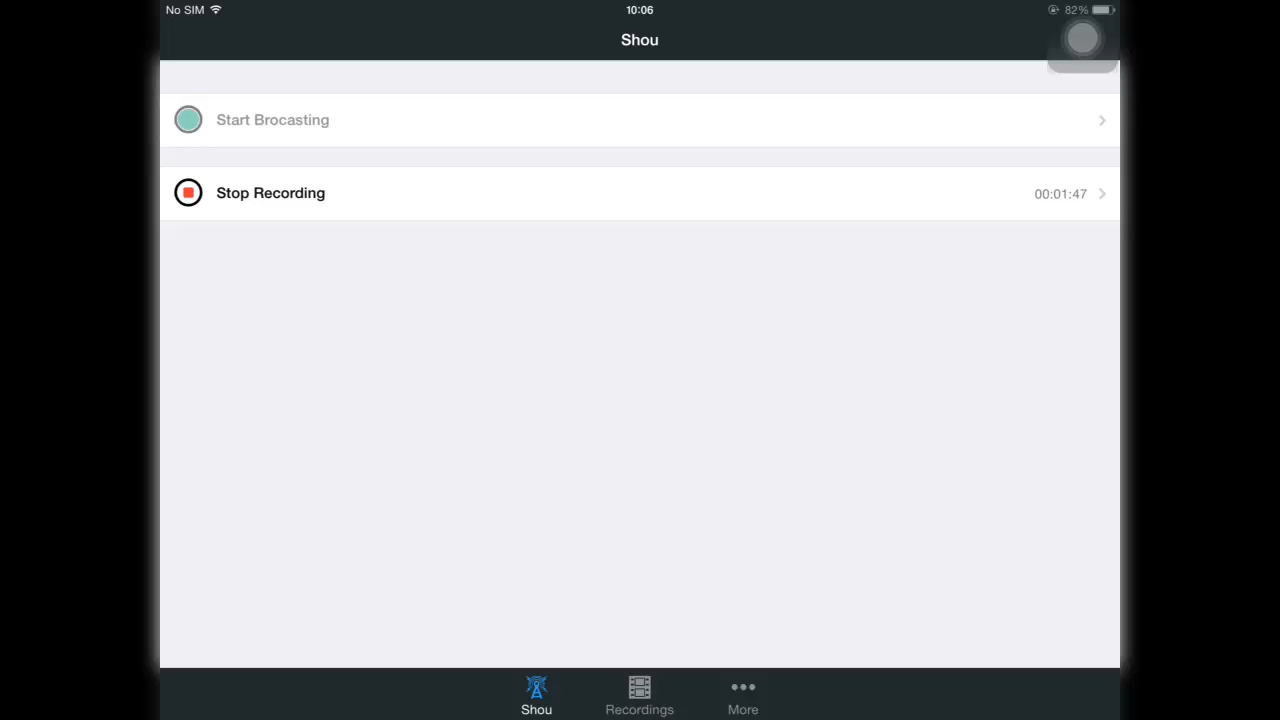 No SIM 10:06 82%
Shou
Start Brocasting
Stop Recording 00:01:47
Shou Recordings More